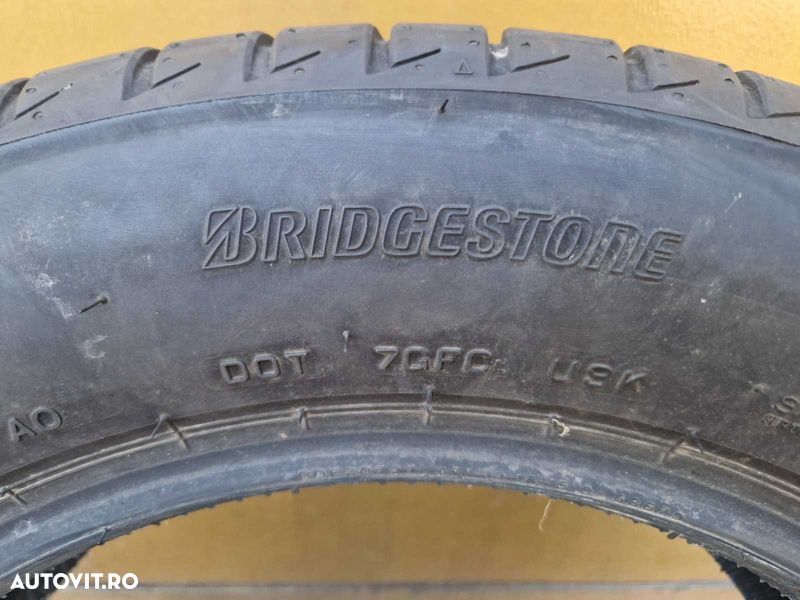 BRIDGESTONE
DOT 7GFC U9K
AO
AUTOVIT.RO